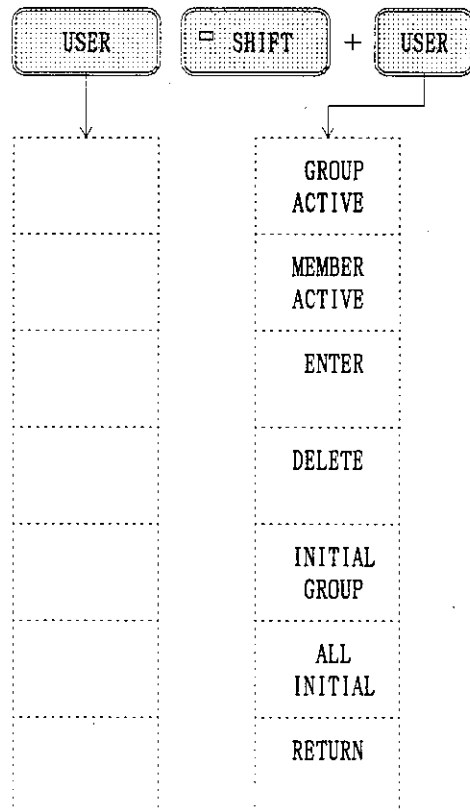 USER SHIFT + USER
GROUP
ACTIVE
MEMBER
ACTIVE
ENTER
DELETE
INITIAL
GROUP
ALL
INITIAL
RETURN